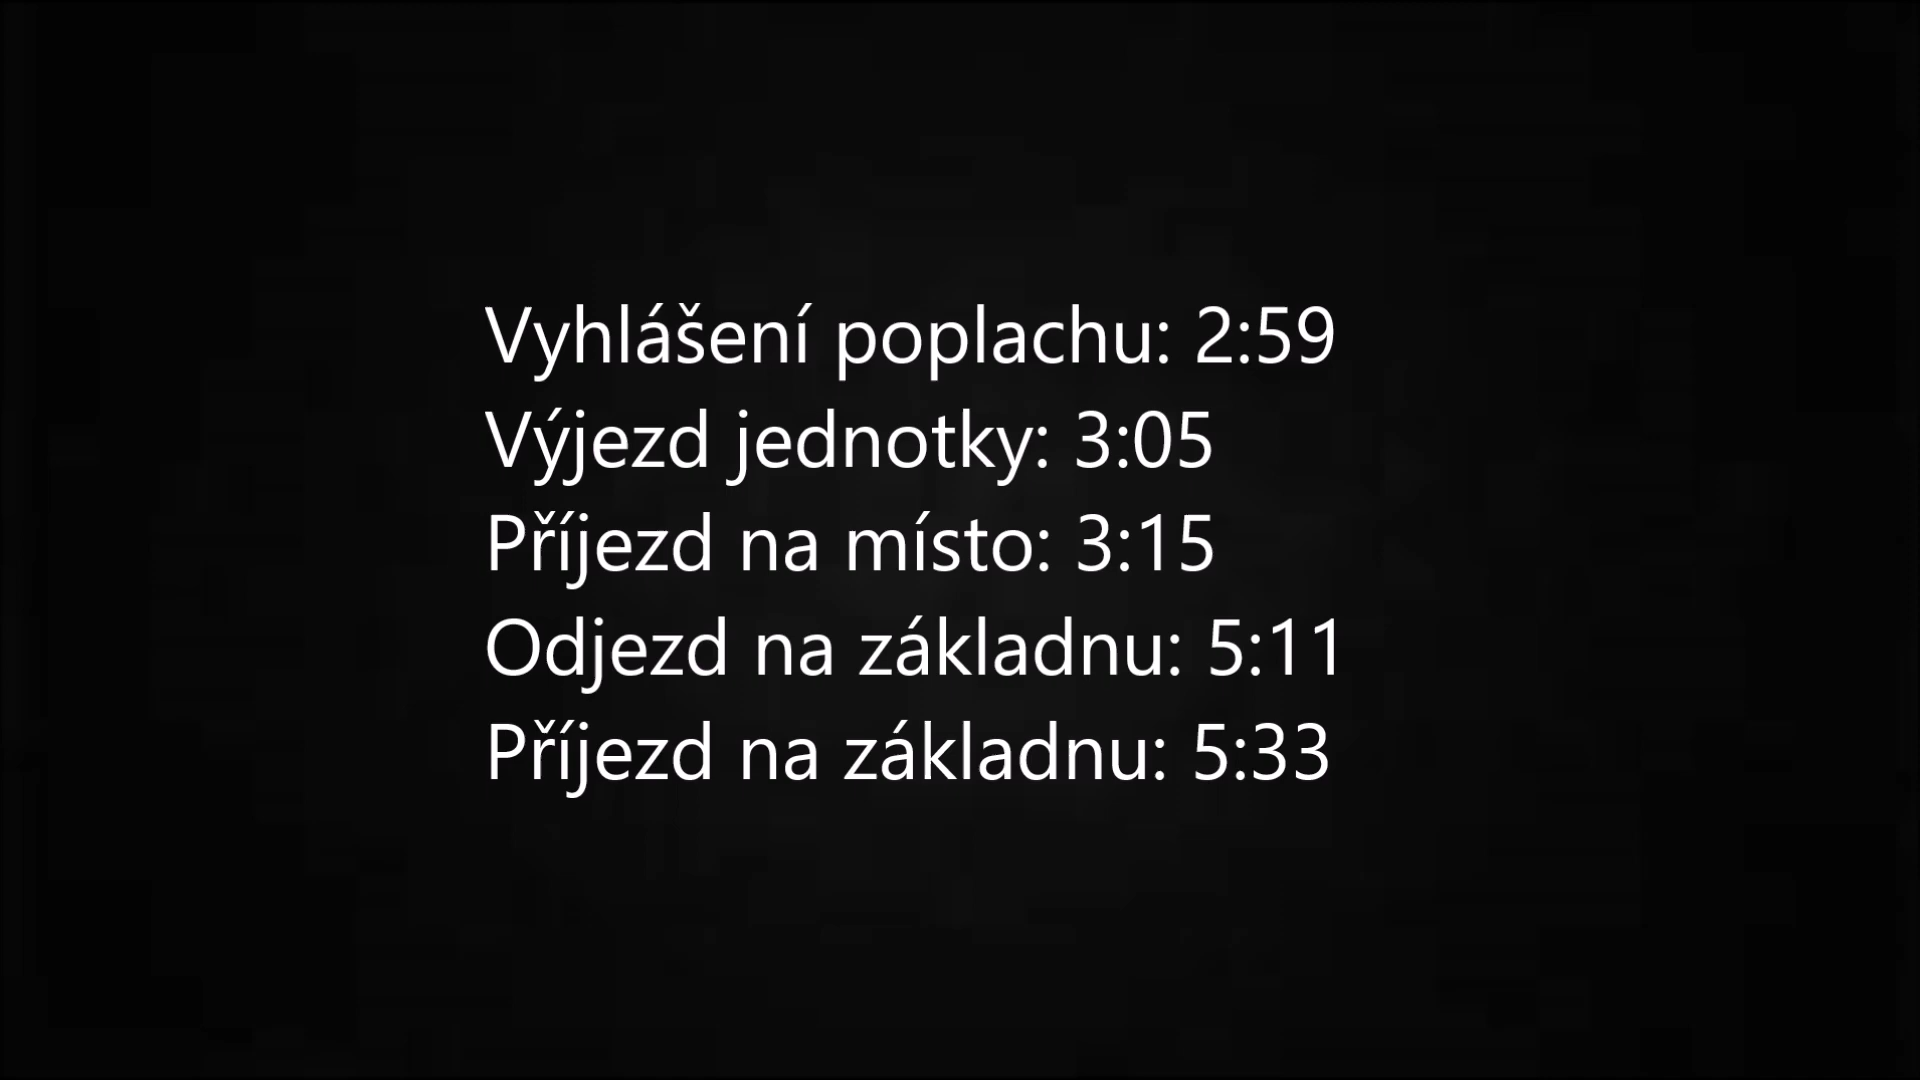 Vyhlášení poplachu: 2:59
Výjezd jednotky: 3:05
Příjezd na místo: 3:15
Odjezd na základnu: 5:11
Příjezd na základnu: 5:33